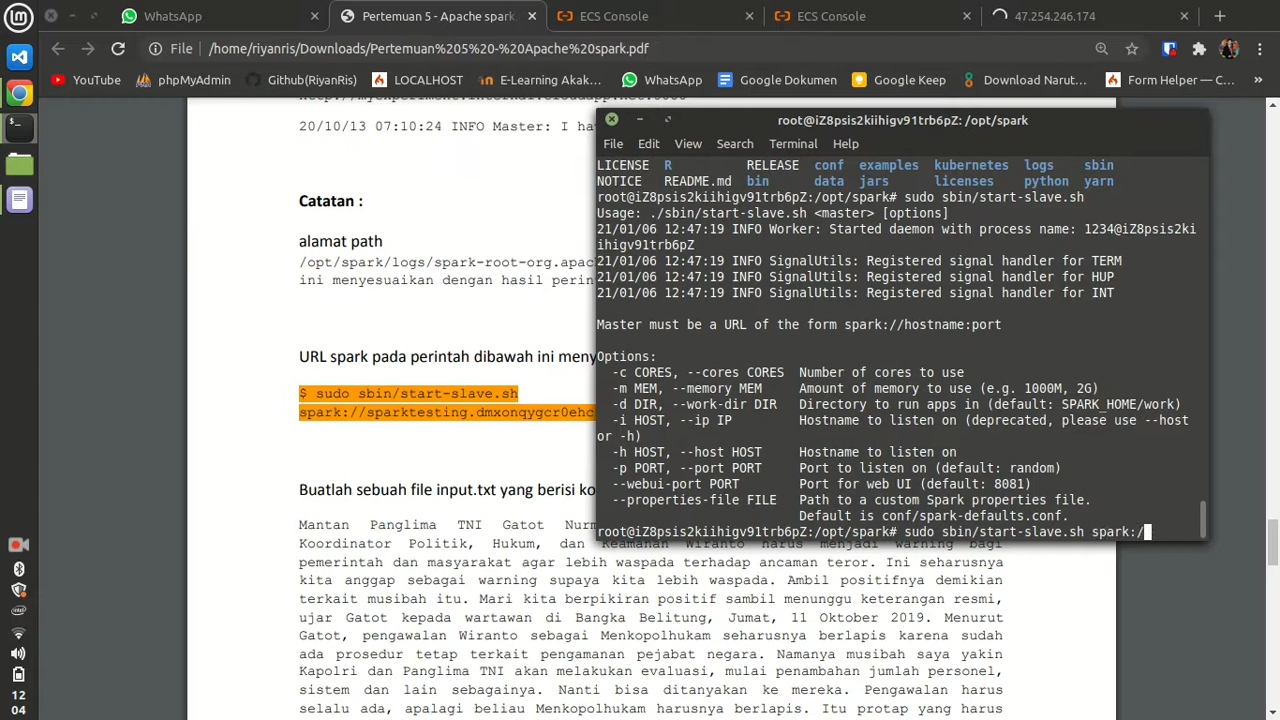 WhatsApp
Pertemuan 5 - Apache spark
ECS Console
ECS Console
47.254.246.174
File
/home/riyanris/Downloads/Pertemuan%205%20-%20Apache%20spark.pdf
YouTube
phpMyAdmin
Github(RiyanRis)
LOCALHOST
E-Learning Akak...
WhatsApp
Google Dokumen
Google Keep
Download Narut...
Form Helper — C...
»
20/10/13 07:10:24 INFO Master: I ha
Catatan :
alamat path
/opt/spark/logs/spark-root-org.apac
ini menyesuaikan dengan hasil perin
URL spark pada perintah dibawah ini meny
$ sudo sbin/start-slave.sh
spark://sparktesting.dmxonqygcr0ehc
Buatlah sebuah file input.txt yang berisi ko
Mantan Panglima TNI Gatot Nurm
Koordinator Politik, Hukum, dan Keamanan Wiranto harus menjadi warning bagi
pemerintah dan masyarakat agar lebih waspada terhadap ancaman teror. Ini seharusnya
kita anggap sebagai warning supaya kita lebih waspada. Ambil positifnya demikian
terkait musibah itu. Mari kita berpikiran positif sambil menunggu keterangan resmi,
ujar Gatot kepada wartawan di Bangka Belitung, Jumat, 11 Oktober 2019. Menurut
Gatot, pengawalan Wiranto sebagai Menkopolhukam seharusnya berlapis karena sudah
ada prosedur tetap terkait pengamanan pejabat negara. Namanya musibah saya yakin
Kapolri dan Panglima TNI akan melakukan evaluasi, mulai penambahan jumlah personel,
sistem dan lain sebagainya. Nanti bisa ditanyakan ke mereka. Pengawalan harus
selalu ada, apalagi beliau Menkopolhukam harusnya berlapis. Itu protap yang harus
root@iZ8psis2kiihigv91trb6pZ: /opt/spark
File Edit View Search Terminal Help
LICENSE R RELEASE conf examples kubernetes logs sbin
NOTICE README.md bin data jars licenses python yarn
root@iZ8psis2kiihigv91trb6pZ:/opt/spark# sudo sbin/start-slave.sh
Usage: ./sbin/start-slave.sh <master> [options]
21/01/06 12:47:19 INFO Worker: Started daemon with process name: 1234@iZ8psis2ki
ihigv91trb6pZ
21/01/06 12:47:19 INFO SignalUtils: Registered signal handler for TERM
21/01/06 12:47:19 INFO SignalUtils: Registered signal handler for HUP
21/01/06 12:47:19 INFO SignalUtils: Registered signal handler for INT
Master must be a URL of the form spark://hostname:port
Options:
-c CORES, --cores CORES Number of cores to use
-m MEM, --memory MEM Amount of memory to use (e.g. 1000M, 2G)
-d DIR, --work-dir DIR Directory to run apps in (default: SPARK_HOME/work)
-i HOST, --ip IP Hostname to listen on (deprecated, please use --host
or -h)
-h HOST, --host HOST Hostname to listen on
-p PORT, --port PORT Port to listen on (default: random)
--webui-port PORT Port for web UI (default: 8081)
--properties-file FILE Path to a custom Spark properties file.
Default is conf/spark-defaults.conf.
root@iZ8psis2kiihigv91trb6pZ:/opt/spark# sudo sbin/start-slave.sh spark:/
12
04